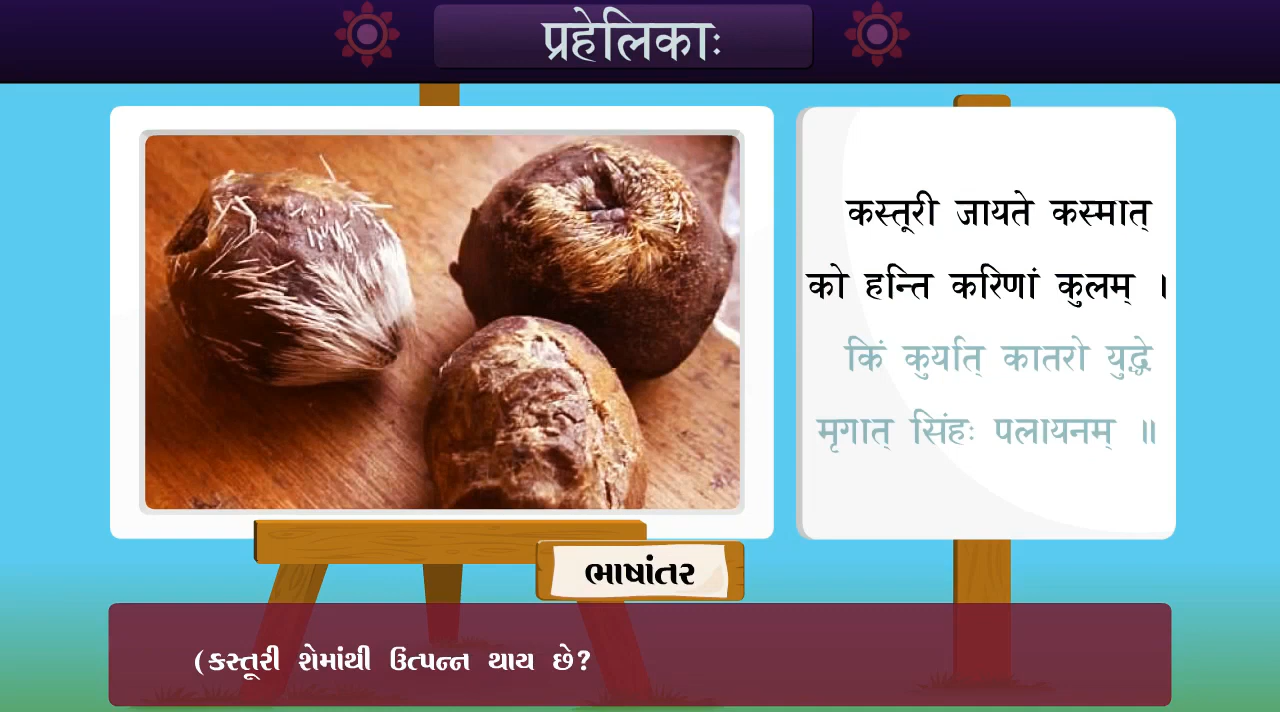 प्रहेलिकाः
कस्तूरी जायते कस्मात्
को हन्ति करिणां कुलम् ।
किं कुर्यात् कातरो युद्धे
मृगात् सिंहः पलायनम् ॥
ભાષાંતર
(કસ્તૂરી શેમાંથી ઉત્પન્ન થાય છે?